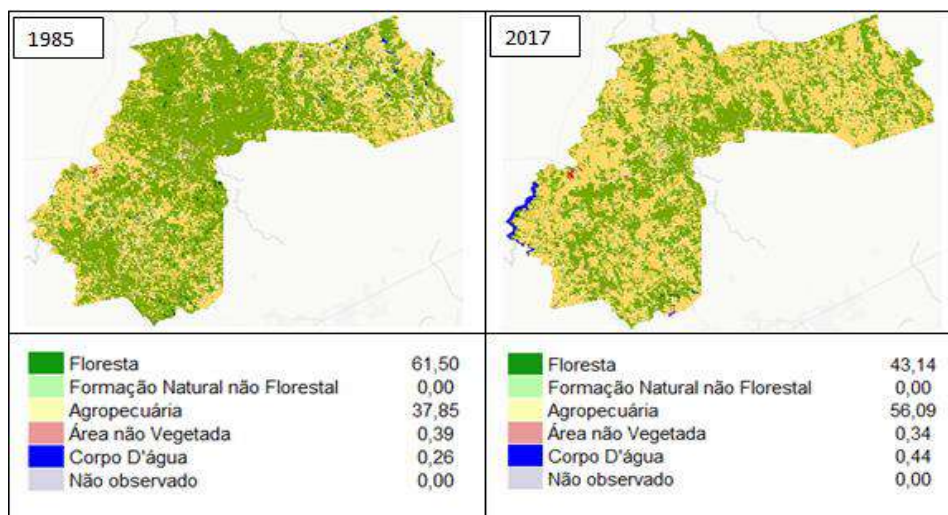 1985
2017
Floresta 61,50
Formação Natural não Florestal 0,00
Agropecuária 37,85
Área não Vegetada 0,39
Corpo D'água 0,26
Não observado 0,00
Floresta 43,14
Formação Natural não Florestal 0,00
Agropecuária 56,09
Área não Vegetada 0,34
Corpo D'água 0,44
Não observado 0,00